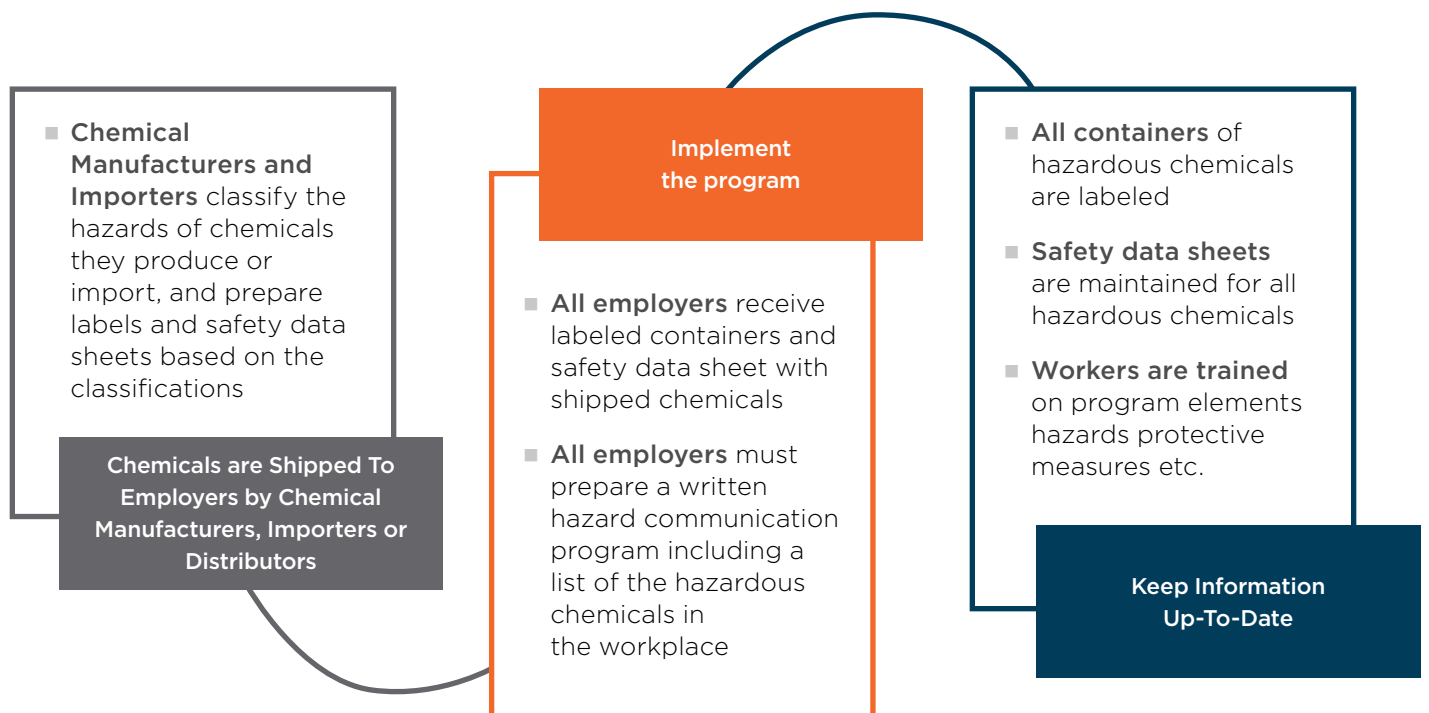 ■ Chemical
Manufacturers and
Importers classify the
hazards of chemicals
they produce or
import, and prepare
labels and safety data
sheets based on the
classifications
Chemicals are Shipped To
Employers by Chemical
Manufacturers, Importers or
Distributors
Implement
the program
■ All employers receive
labeled containers and
safety data sheet with
shipped chemicals
■ All employers must
prepare a written
hazard communication
program including a
list of the hazardous
chemicals in
the workplace
■ All containers of
hazardous chemicals
are labeled
■ Safety data sheets
are maintained for all
hazardous chemicals
■ Workers are trained
on program elements
hazards protective
measures etc.
Keep Information
Up-To-Date